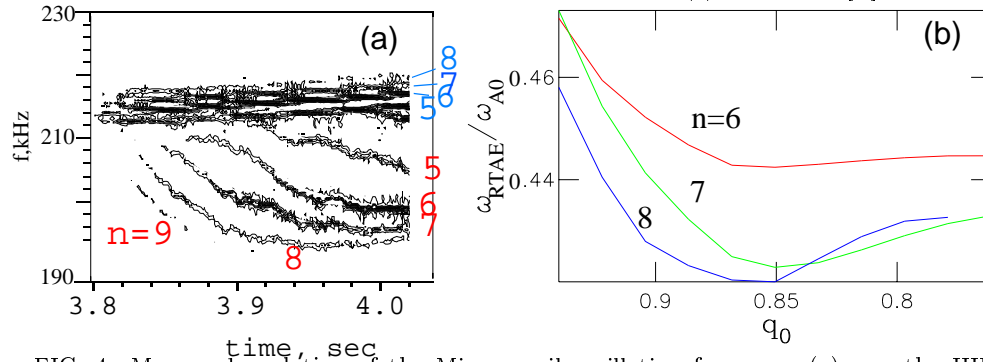 230
(a)
8
7
6
5
f,kHz
210
5
6
7
n=9
8
190
3.8
3.9
4.0
time, sec
(b)
0.46
n=6
ω_RTAE / ω_A0
0.44
7
8
0.9
0.85
0.8
q_0